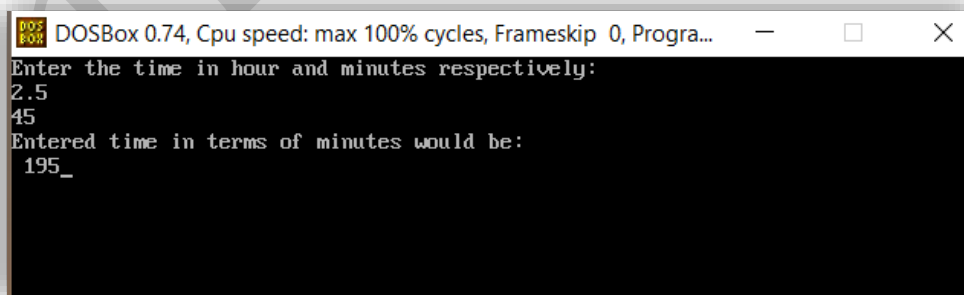 DOSBox 0.74, Cpu speed: max 100% cycles, Frameskip 0, Progra...
Enter the time in hour and minutes respectively:
2.5
45
Entered time in terms of minutes would be:
195_